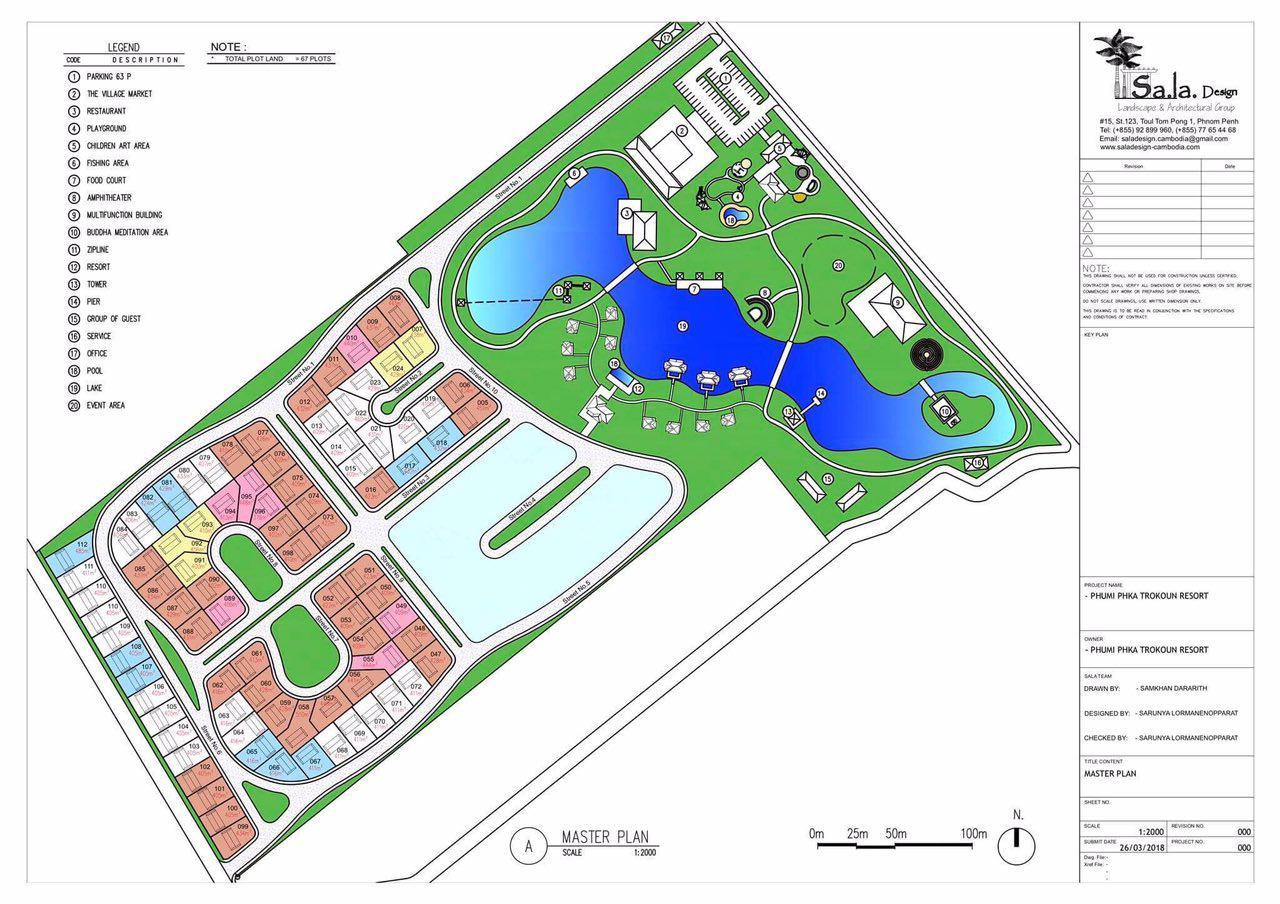 LEGEND
CODE DESCRIPTION
1 PARKING 63 P
2 THE VILLAGE MARKET
3 RESTAURANT
4 PLAYGROUND
5 CHILDREN ART AREA
6 FISHING AREA
7 FOOD COURT
8 AMPHITHEATER
9 MULTIFUNCTION BUILDING
10 BUDDHA MEDITATION AREA
11 ZIPLINE
12 RESORT
13 TOWER
14 PIER
15 GROUP OF GUEST
16 SERVICE
17 OFFICE
18 POOL
19 LAKE
20 EVENT AREA
NOTE :
* TOTAL PLOT LAND = 67 PLOTS
17
1
2
5
6
4
18
3
20
11
7
8
9
19
18
12
14
13
10
16
15
Street No.1
Street No.1
Street No.2
Street No.10
Street No.3
Street No.4
Street No.5
Street No.9
Street No.8
Street No.7
Street No.6
008
009
010
007
011
024
023
012
006
022
019
005
013
020
021
018
014
017
015
016
077
078
079
076
080
075
081
095
082
094
096
074
083
093
073
084
097
092
098
112
091
111
085
090
110
086
089
110
087
109
088
108
107
106
105
104
103
102
101
100
099
051
052
050
053
049
054
048
055
047
061
056
062
060
072
057
071
059
058
063
070
064
069
065
068
067
066
A
MASTER PLAN
SCALE 1:2000
0m 25m 50m 100m
N.
Sa.la. Design
Landscape & Architectural Group
#15, St.123, Toul Tom Pong 1, Phnom Penh
Tel: (+855) 92 899 960, (+855) 77 65 44 68
Email: saladesign.cambodia@gmail.com
www.saladesign-cambodia.com
Revision Date
NOTE:
THIS DRAWING SHALL NOT BE USED FOR CONSTRUCTION UNLESS CERTIFIED.
CONTRACTOR SHALL VERIFY ALL DIMENSIONS OF EXISTING WORKS ON SITE BEFORE
COMMENCING ANY WORK OR PREPARING SHOP DRAWINGS.
DO NOT SCALE DRAWINGS, USE WRITTEN DIMENSION ONLY.
THIS DRAWING IS TO BE READ IN CONJUNCTION WITH THE SPECIFICATIONS
AND CONDITIONS OF CONTRACT.
KEY PLAN
PROJECT NAME
- PHUMI PHKA TROKOUN RESORT
OWNER
- PHUMI PHKA TROKOUN RESORT
SALA TEAM
DRAWN BY: - SAMKHAN DARARITH
DESIGNED BY: - SARUNYA LORMANENOPPARAT
CHECKED BY: - SARUNYA LORMANENOPPARAT
TITLE CONTENT
MASTER PLAN
SHEET NO.
SCALE 1:2000 REVISION NO. 000
SUBMIT DATE 26/03/2018 PROJECT NO. 000
Dwg. File:-
Xref File: -